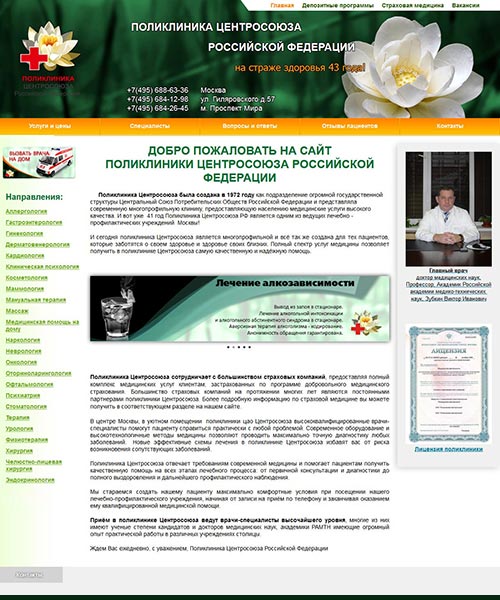 Главная Депозитные программы Страховая медицина Вакансии
ПОЛИКЛИНИКА ЦЕНТРОСОЮЗА
РОССИЙСКОЙ ФЕДЕРАЦИИ
на страже здоровья 43 года!
ПОЛИКЛИНИКА
ЦЕНТРОСОЮЗА
+7(495) 688-63-36 Москва
+7(495) 684-12-98 ул. Гиляровского д.57
+7(495) 684-26-45 м. Проспект Мира
Услуги и цены Специалисты Вопросы и ответы Отзывы пациентов Контакты
ВЫЗВАТЬ ВРАЧА
НА ДОМ
Направления:
Аллергология
Гастроэнтерология
Гинекология
Дерматовенерология
Кардиология
Клиническая психология
Косметология
Маммология
Мануальная терапия
Массаж
Медицинская помощь на
дому
Наркология
Неврология
Онкология
Оториноларингология
Офтальмология
Психиатрия
Стоматология
Терапия
Урология
Физиотерапия
Хирургия
Челюстно-лицевая
хирургия
Эндокринология
ДОБРО ПОЖАЛОВАТЬ НА САЙТ
ПОЛИКЛИНИКИ ЦЕНТРОСОЮЗА РОССИЙСКОЙ
ФЕДЕРАЦИИ
Поликлиника Центросоюза была создана в 1972 году как подразделение огромной государственной
структуры Центральный Союз Потребительских Обществ Российской Федерации и представляла
современную многопрофильную клинику, предоставляющую населению медицинские услуги высокого
качества. И вот уже 41 год Поликлиника Центросоюза РФ является одним из ведущих лечебно -
профилактических учреждений Москвы!
И сегодня поликлиника Центросоюза является многопрофильной и всё так же создана для тех пациентов,
которые заботятся о своем здоровье и здоровье своих близких. Полный спектр услуг медицины позволяет
получить в поликлинике Центросоюза самую качественную и надежную помощь.
Лечение алкозависимости
Вывод из запоя в стационаре.
Лечение алкогольной интоксикации
и алкогольного абстинентного синдрома в стационаре.
Аверсионная терапия алкоголизма - кодирование.
Анонимность обращения гарантирована.
Поликлиника Центросоюза сотрудничает с большинством страховых компаний, предоставляя полный
комплекс медицинских услуг клиентам, застрахованных по программе добровольного медицинского
страхования. Большинство страховых компаний на протяжении многих лет являются постоянными
партнерами поликлиники Центросоюза. Более подробную информацию по страховой медицине вы можете
получить в соответствующем разделе на нашем сайте.
В центре Москвы, в уютном помещении поликлиники цао Центросоюза высококвалифицированные врачи-
специалисты помогут справиться практически с любой проблемой. Современное оборудование и
высокотехнологичные методы медицины позволяют проводить максимально точную диагностику любых
заболеваний. Новые эффективные схемы лечения в поликлинике Центросоюза избавят вас от риска
возникновения сопутствующих заболеваний.
Поликлиника Центросоюза отвечает требованиям современной медицины и помогает пациентам получить
качественную помощь на всех этапах лечебного процесса: от первичной консультации и диагностики до
полного выздоровления и дальнейшего профилактического наблюдения.
Мы стараемся создать нашему пациенту максимально комфортные условия при посещении нашего
лечебно-профилактического учреждения, начиная от записи на приём по телефону и заканчивая оказанием
ему квалифицированной медицинской помощи.
Приём в поликлинике Центросоюза ведут врачи-специалисты высочайшего уровня, многие из них
имеют ученые степени кандидатов и докторов медицинских наук, академики РАМТН имеющие огромный
опыт практической работы в различных учреждениях столицы.
Ждем Вас ежедневно, с уважением, Поликлиника Центросоюза Российской Федерации
Главный врач
доктор медицинских наук,
Профессор, Академик Российской
академии медико-технических
наук, Зубкин Виктор Иванович
ЛИЦЕНЗИЯ
Лицензия поликлиники
Контакты